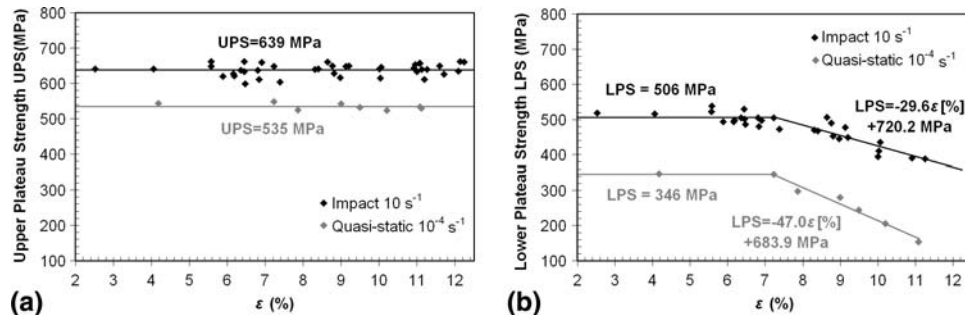 Upper Plateau Strength UPS(MPa)
800
700
600
500
400
300
200
100
UPS=639 MPa
UPS=535 MPa
Impact 10 s⁻¹
Quasi-static 10⁻⁴ s⁻¹
2 3 4 5 6 7 8 9 10 11 12
ε (%)
(a)
Lower Plateau Strength LPS (MPa)
800
700
600
500
400
300
200
100
Impact 10 s⁻¹
Quasi-static 10⁻⁴ s⁻¹
LPS = 506 MPa
LPS=-29.6ε[%]
+720.2 MPa
LPS = 346 MPa
LPS=-47.0ε[%]
+683.9 MPa
2 3 4 5 6 7 8 9 10 11 12
ε (%)
(b)